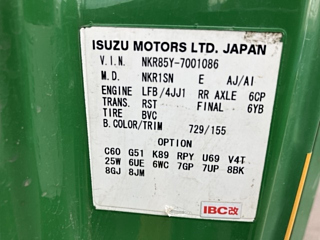 ISUZU MOTORS LTD. JAPAN
V.I.N. NKR85Y-7001086
M.D. NKR1SN E AJ/AI
ENGINE LFB/4JJ1 RR AXLE 6CP
TRANS. RST FINAL 6YB
TIRE BVC
B.COLOR/TRIM 729/155
OPTION
C60 G51 K89 RPY U69 V4T
25W 6UE 6WC 7GP 7UP 8BK
8GJ 8JM
IBC改